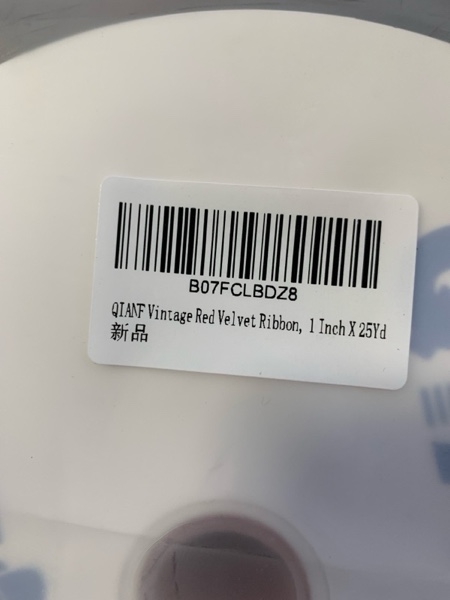 B07FCLBDZ8
QIANF Vintage Red Velvet Ribbon, 1 Inch X 25Yd
新品